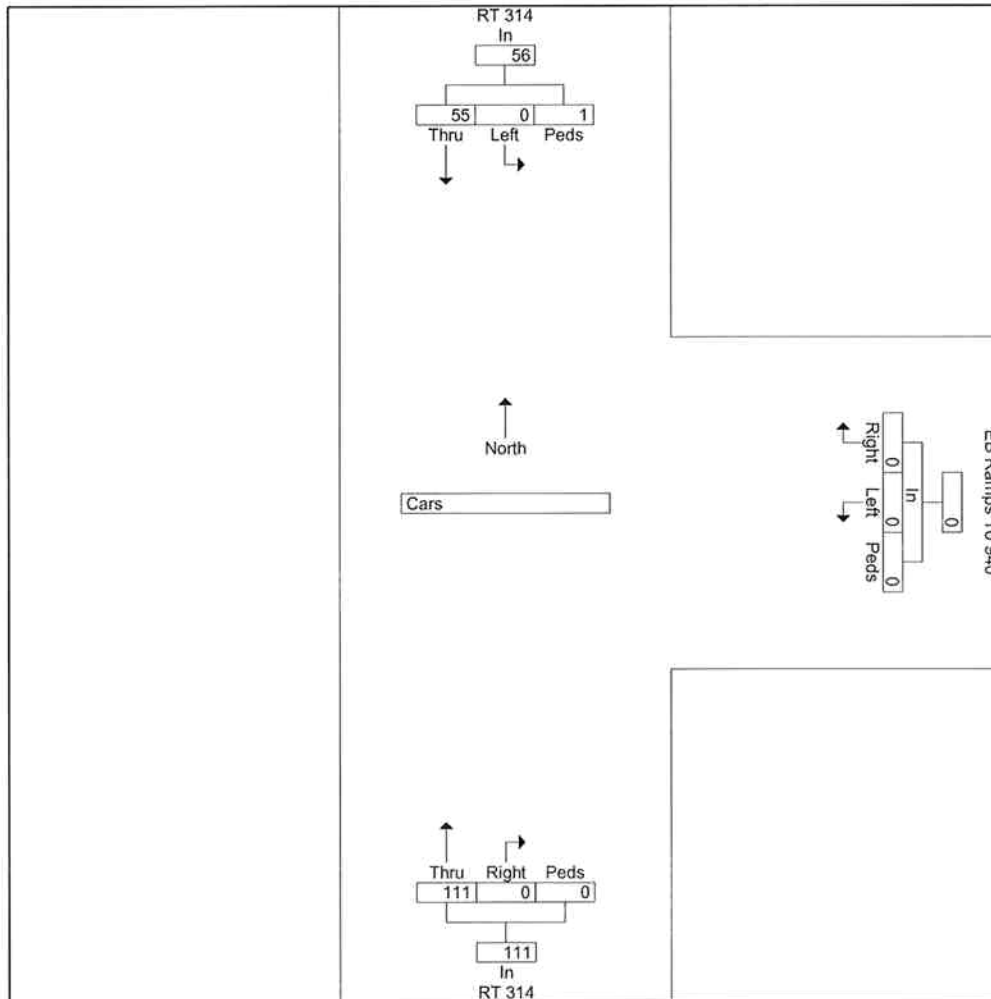 RT 314
In
56
55 0 1
Thru Left Peds
North
Cars
Right Left Peds
0 0 0
In
0
Thru Right Peds
111 0 0
111
In
RT 314